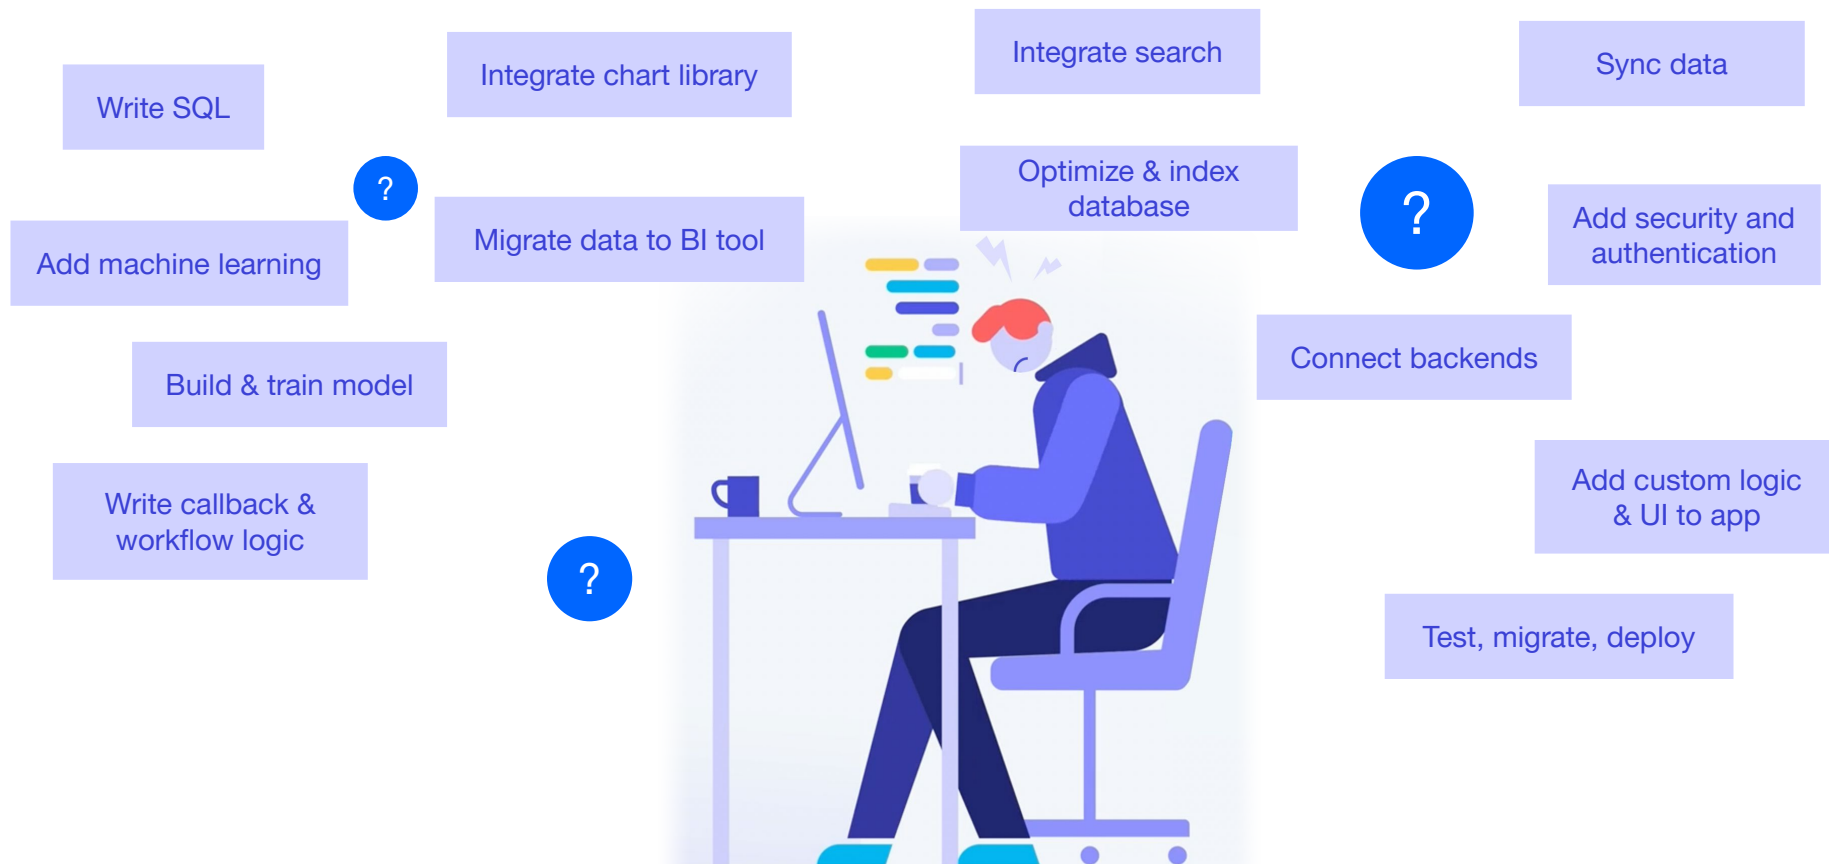 Write SQL
Integrate chart library
Integrate search
Sync data
?
Add machine learning
Migrate data to BI tool
Optimize & index
database
?
Add security and
authentication
Build & train model
Connect backends
Write callback &
workflow logic
?
Add custom logic
& UI to app
Test, migrate, deploy